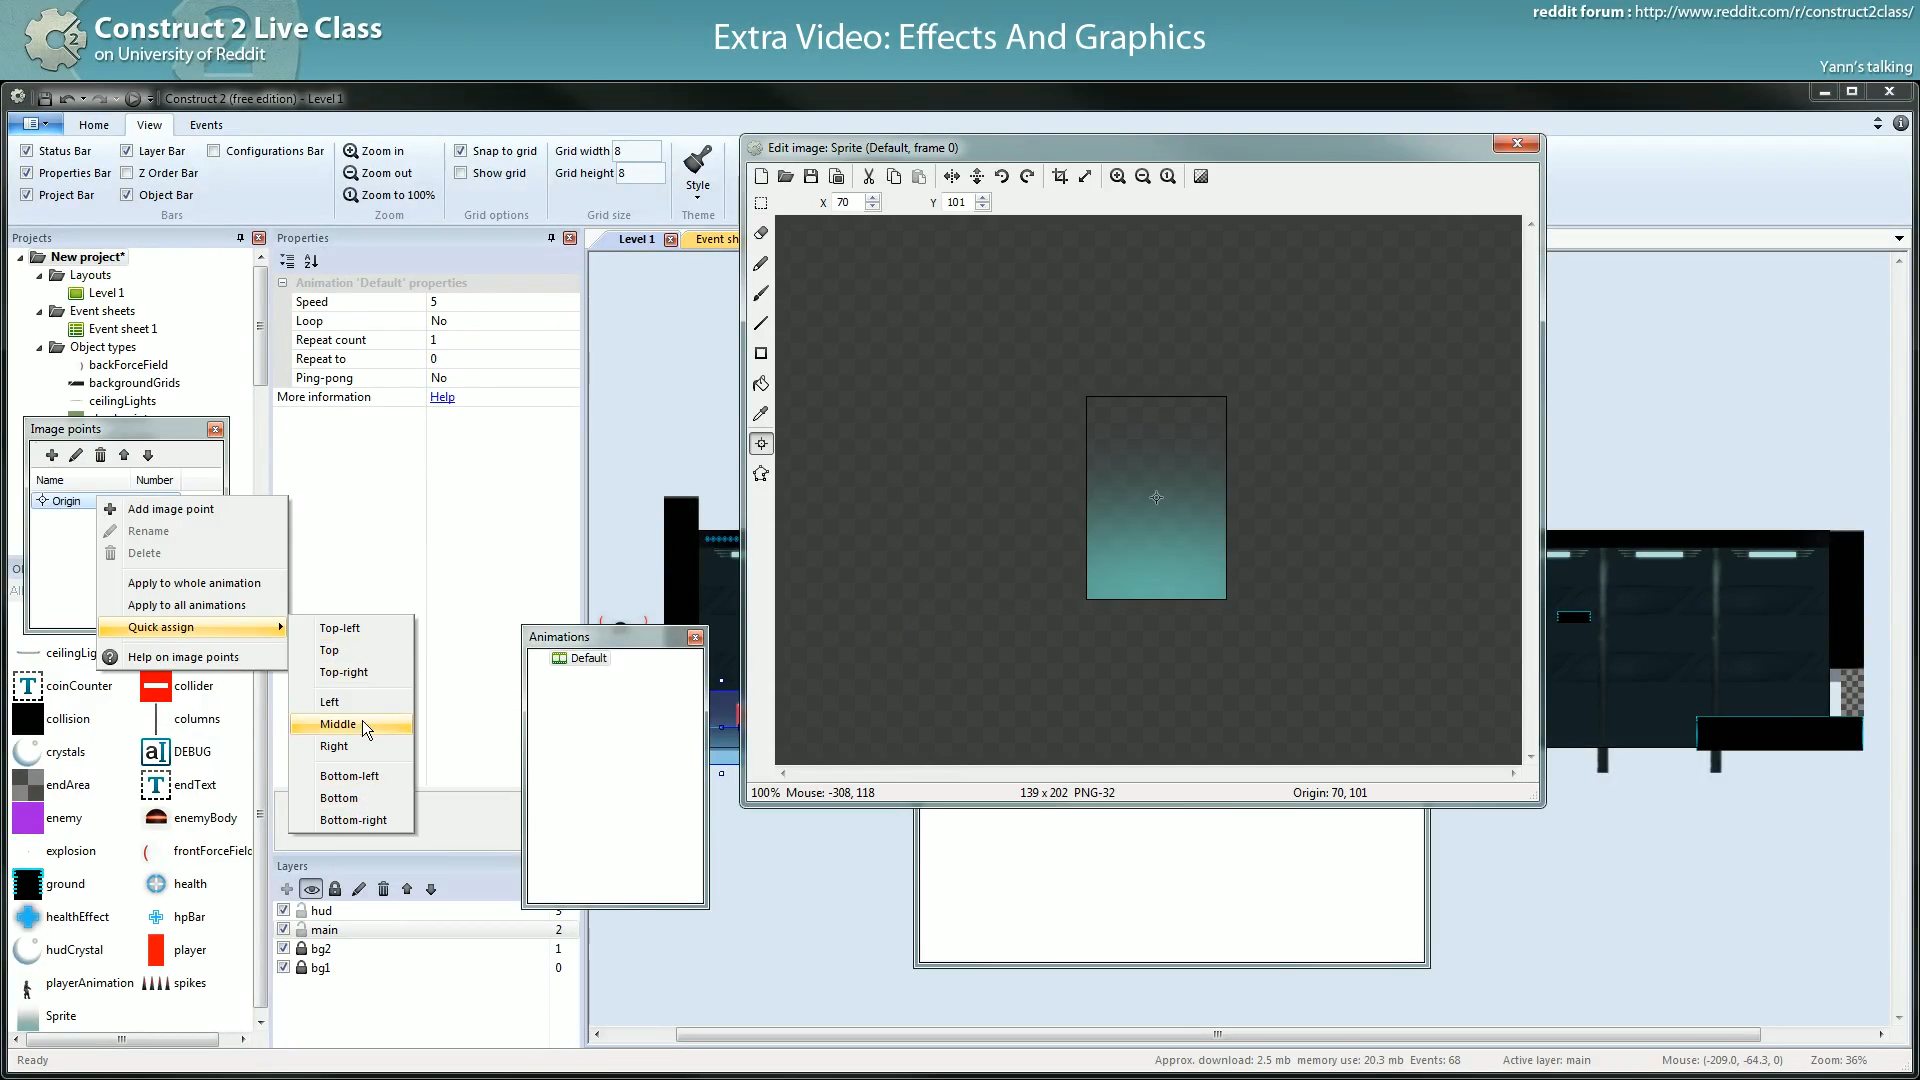 Construct 2 Live Class
on University of Reddit
Extra Video: Effects And Graphics
reddit forum : http://www.reddit.com/r/construct2class/
Yann's talking
Construct 2 (free edition) - Level 1
Home
View
Events
Status Bar
Layer Bar
Configurations Bar
Zoom in
Snap to grid
Grid width 8
Properties Bar
Z Order Bar
Zoom out
Show grid
Grid height 8
Project Bar
Object Bar
Zoom to 100%
Style
Bars
Zoom
Grid options
Grid size
Theme
Projects
New project*
Layouts
Level 1
Event sheets
Event sheet 1
Object types
backForceField
backgroundGrids
ceilingLights
Properties
Animation 'Default' properties
Speed 5
Loop No
Repeat count 1
Repeat to 0
Ping-pong No
More information Help
Level 1
Event sh
Image points
Name Number
Origin
Add image point
Rename
Delete
Apply to whole animation
Apply to all animations
Quick assign
Help on image points
Top-left
Top
Top-right
Left
Middle
Right
Bottom-left
Bottom
Bottom-right
Edit image: Sprite (Default, frame 0)
X 70
Y 101
100% Mouse: -308, 118
139 x 202 PNG-32
Origin: 70, 101
Animations
Default
ceilingLig
coinCounter
collider
collision
columns
crystals
DEBUG
endArea
endText
enemy
enemyBody
explosion
frontForceField
ground
health
healthEffect
hpBar
hudCrystal
player
playerAnimation
spikes
Sprite
Layers
hud 3
main 2
bg2 1
bg1 0
Ready
Approx. download: 2.5 mb memory use: 20.3 mb Events: 68
Active layer: main
Mouse: (-209.0, -64.3, 0)
Zoom: 36%